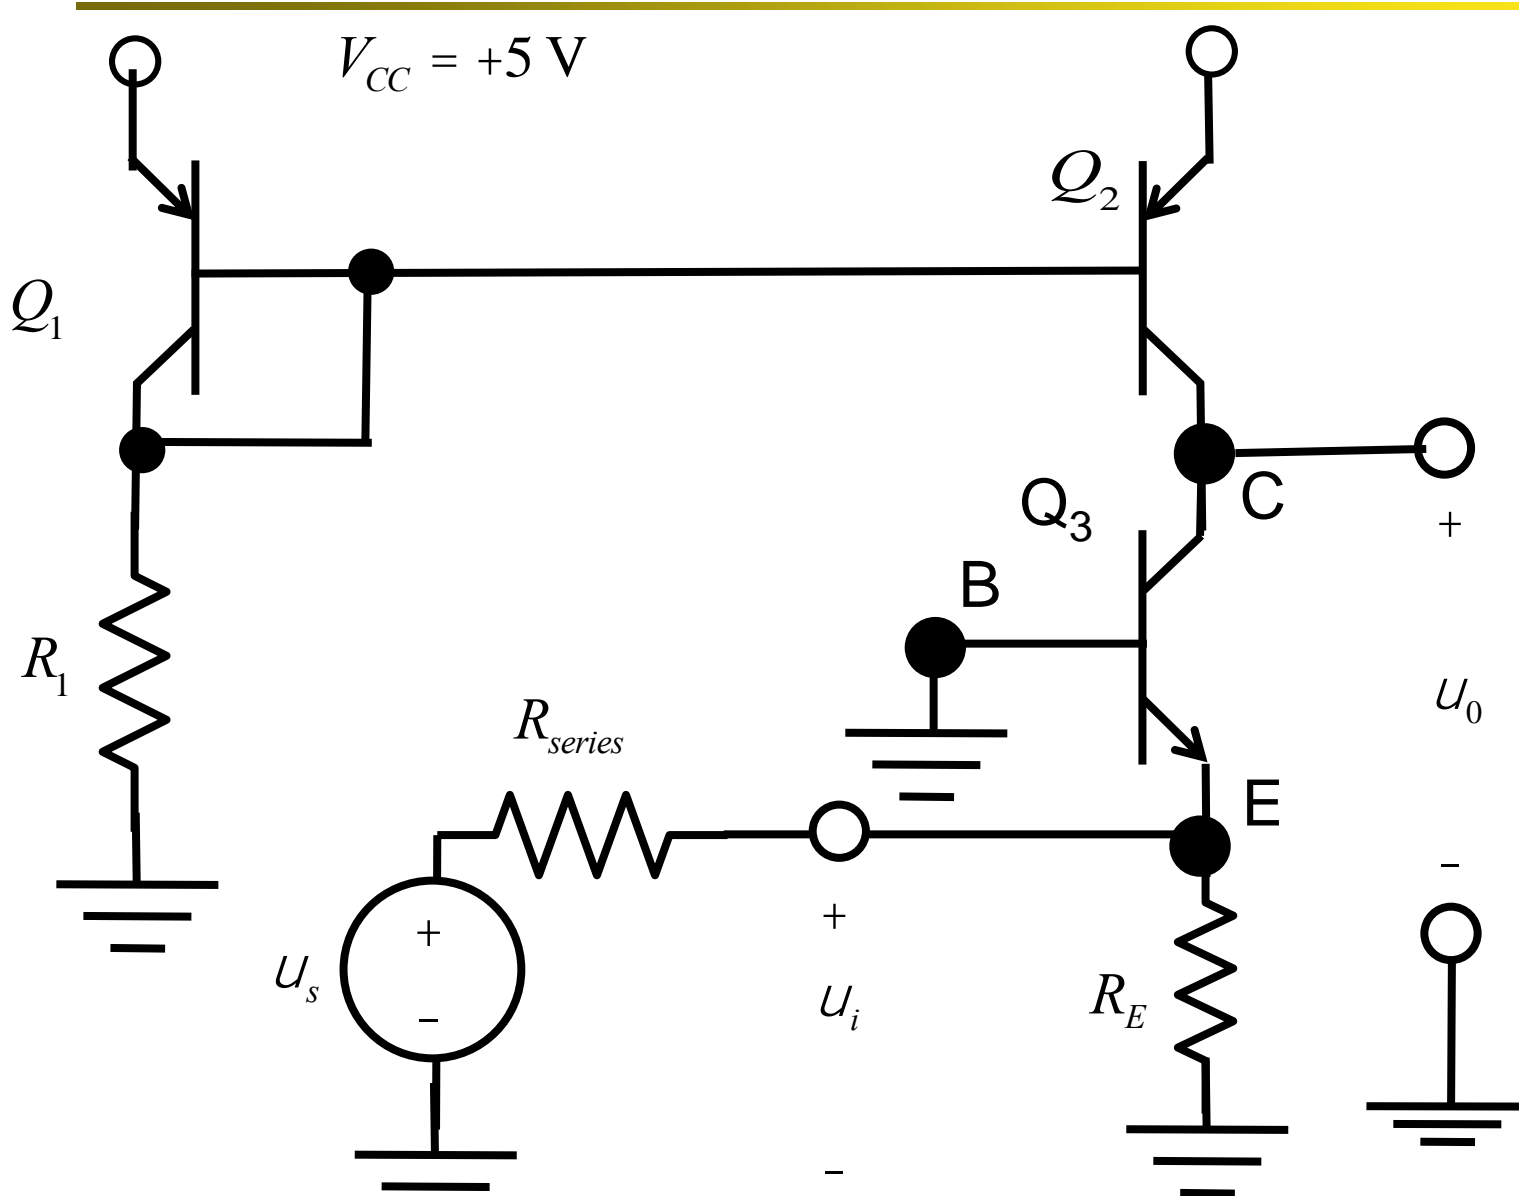 V_CC = +5 V
Q_2
Q_1
Q_3
C
+
B
R_1
u_0
R_series
E
–
+
+
u_s
u_i
R_E
–
–